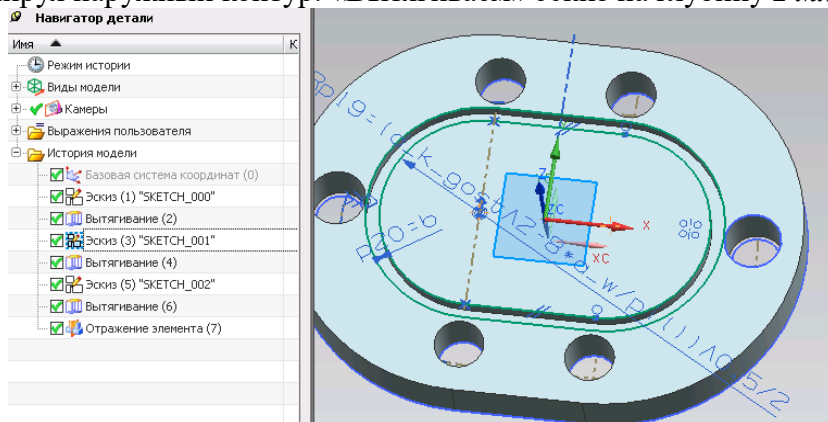 Навигатор детали
Имя К
Режим истории
Виды модели
Камеры
Выражения пользователя
История модели
Базовая система координат (0)
Эскиз (1) "SKETCH_000"
Вытягивание (2)
Эскиз (3) "SKETCH_001"
Вытягивание (4)
Эскиз (5) "SKETCH_002"
Вытягивание (6)
Отражение элемента (7)
X
XC
ZC
Z